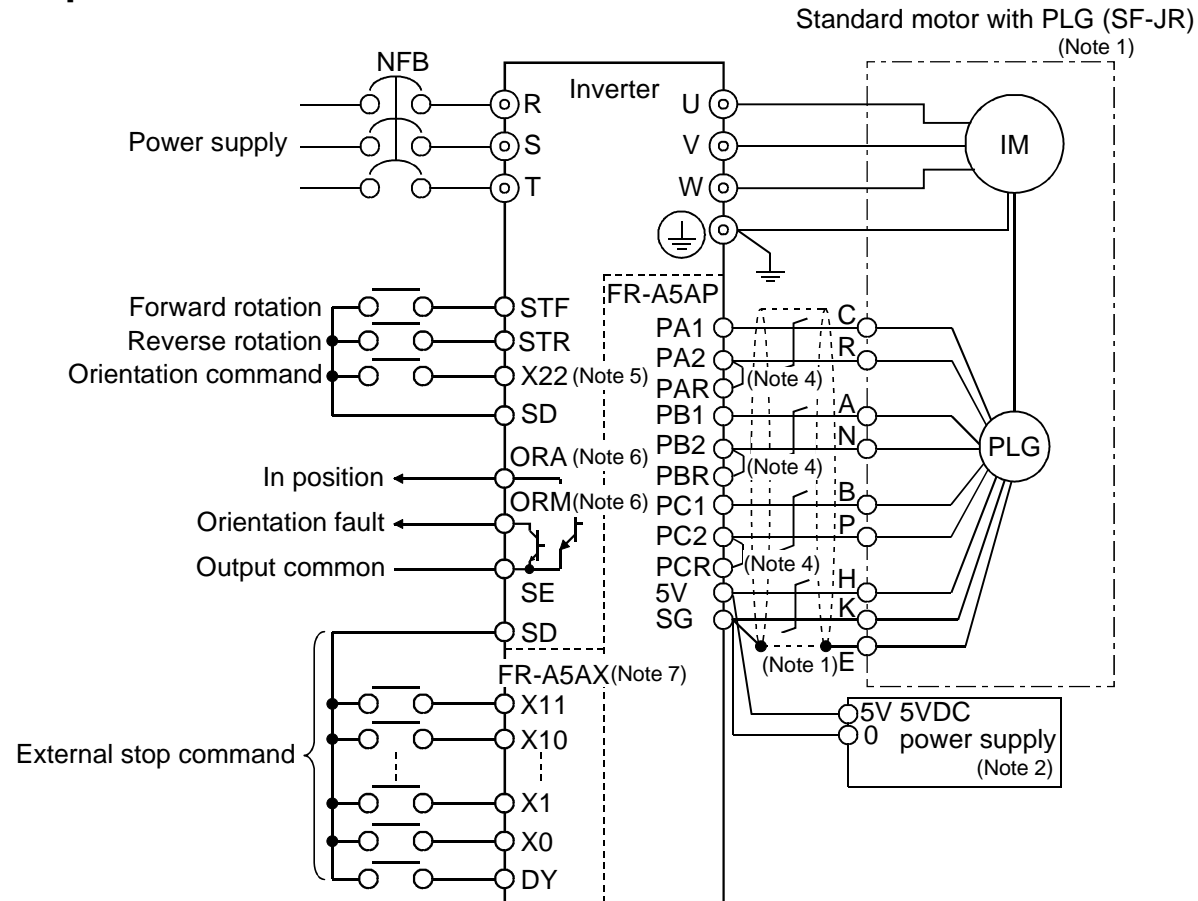 Standard motor with PLG (SF-JR)
(Note 1)
NFB
Inverter
Power supply
R
S
T
U
V
W
IM
Forward rotation
Reverse rotation
Orientation command
STF
STR
X22 (Note 5)
SD
In position
Orientation fault
Output common
ORA (Note 6)
ORM (Note 6)
SE
FR-A5AP
PA1
PA2
PAR
(Note 4)
PB1
PB2
PBR
(Note 4)
PC1
PC2
PCR
(Note 4)
5V
SG
C
R
A
N
B
P
H
K
E
(Note 1)
PLG
5V 5VDC
0 power supply
(Note 2)
SD
FR-A5AX (Note 7)
External stop command
X11
X10
X1
X0
DY